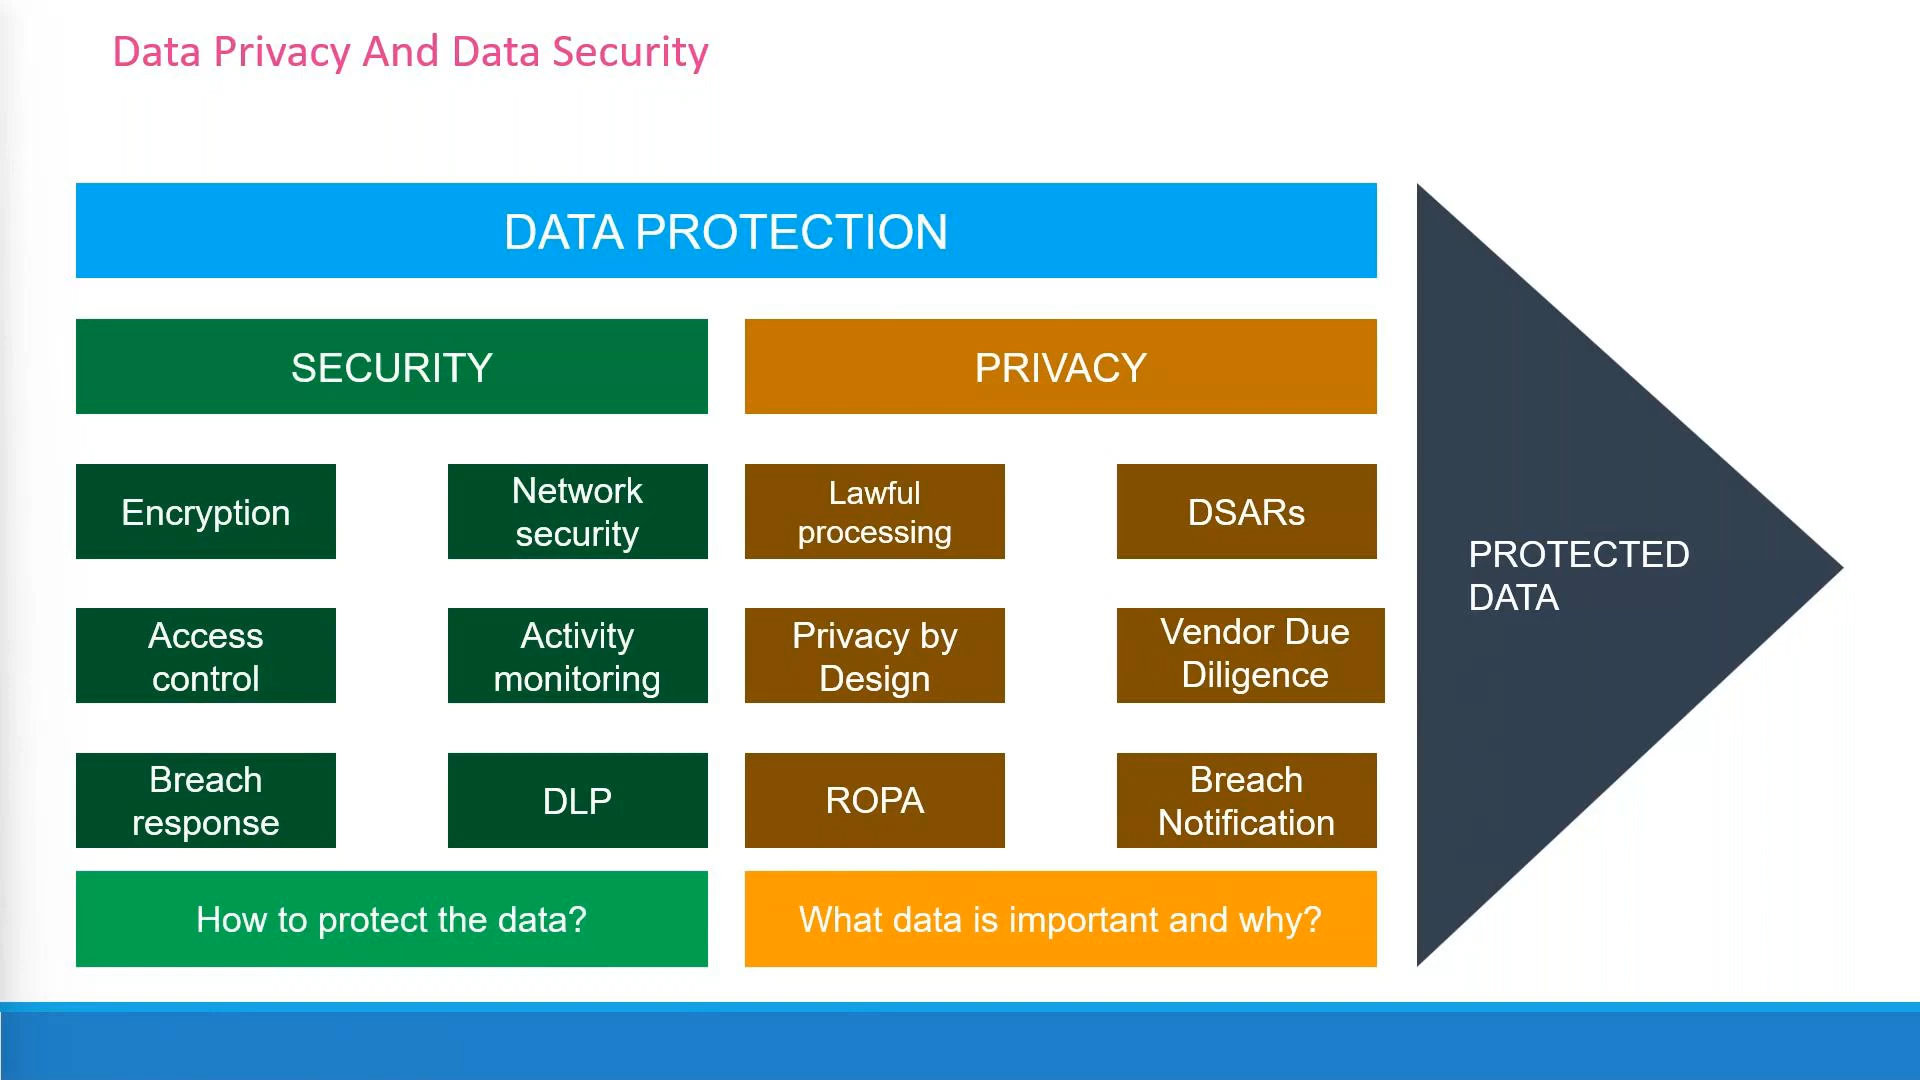 Data Privacy And Data Security
DATA PROTECTION
SECURITY
PRIVACY
Encryption
Network
security
Lawful
processing
DSARs
Access
control
Activity
monitoring
Privacy by
Design
Vendor Due
Diligence
Breach
response
DLP
ROPA
Breach
Notification
How to protect the data?
What data is important and why?
PROTECTED
DATA